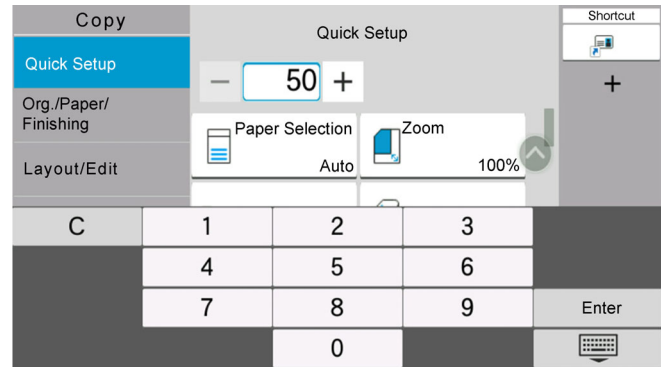 Copy
Quick Setup
Shortcut
Quick Setup
− 50 +
+
Org./Paper/
Finishing
Paper Selection
Auto
Zoom
100%
Layout/Edit
C 1 2 3
4 5 6
7 8 9 Enter
0